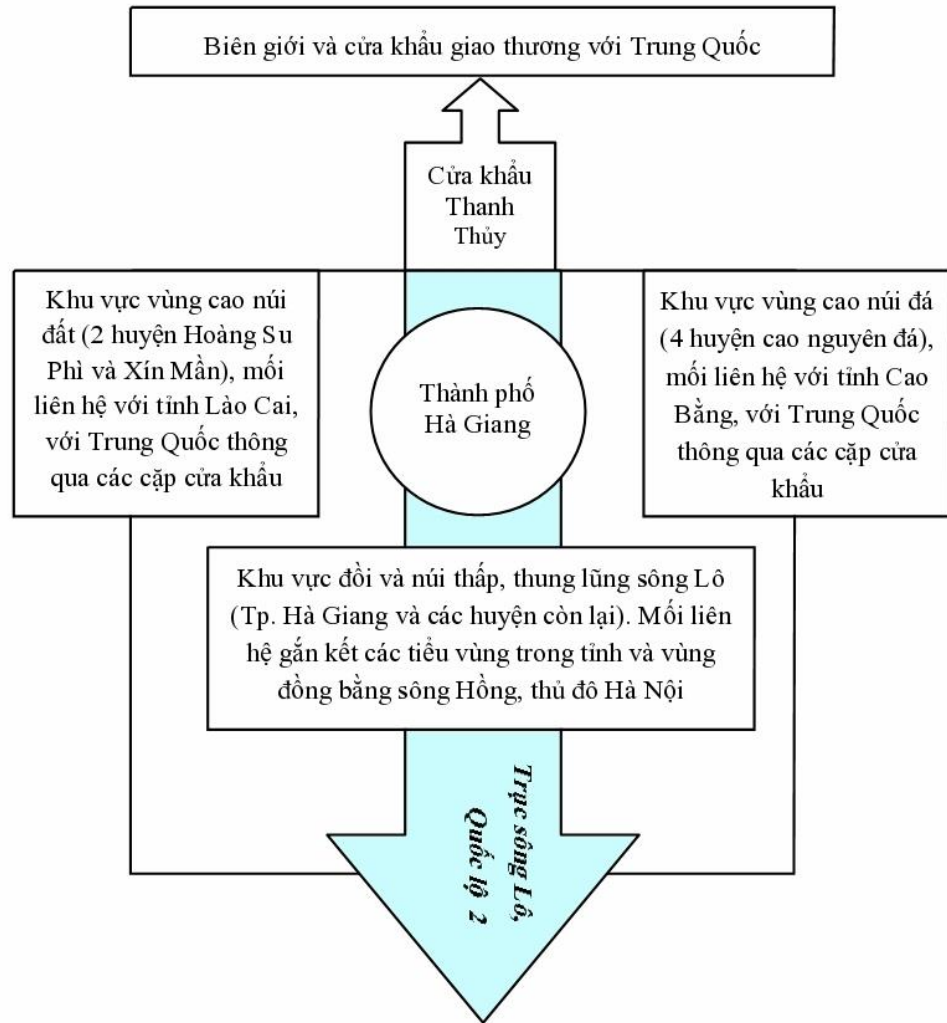 Biên giới và cửa khẩu giao thương với Trung Quốc
Cửa khẩu
Thanh
Thủy
Khu vực vùng cao núi
đất (2 huyện Hoàng Su
Phì và Xín Mần), mối
liên hệ với tỉnh Lào Cai,
với Trung Quốc thông
qua các cặp cửa khẩu
Thành phố
Hà Giang
Khu vực vùng cao núi đá
(4 huyện cao nguyên đá),
mối liên hệ với tỉnh Cao
Bằng, với Trung Quốc
thông qua các cặp cửa
khẩu
Khu vực đồi và núi thấp, thung lũng sông Lô
(Tp. Hà Giang và các huyện còn lại). Mối liên
hệ gắn kết các tiểu vùng trong tỉnh và vùng
đồng bằng sông Hồng, thủ đô Hà Nội
Trục sông Lô,
Quốc lộ 2